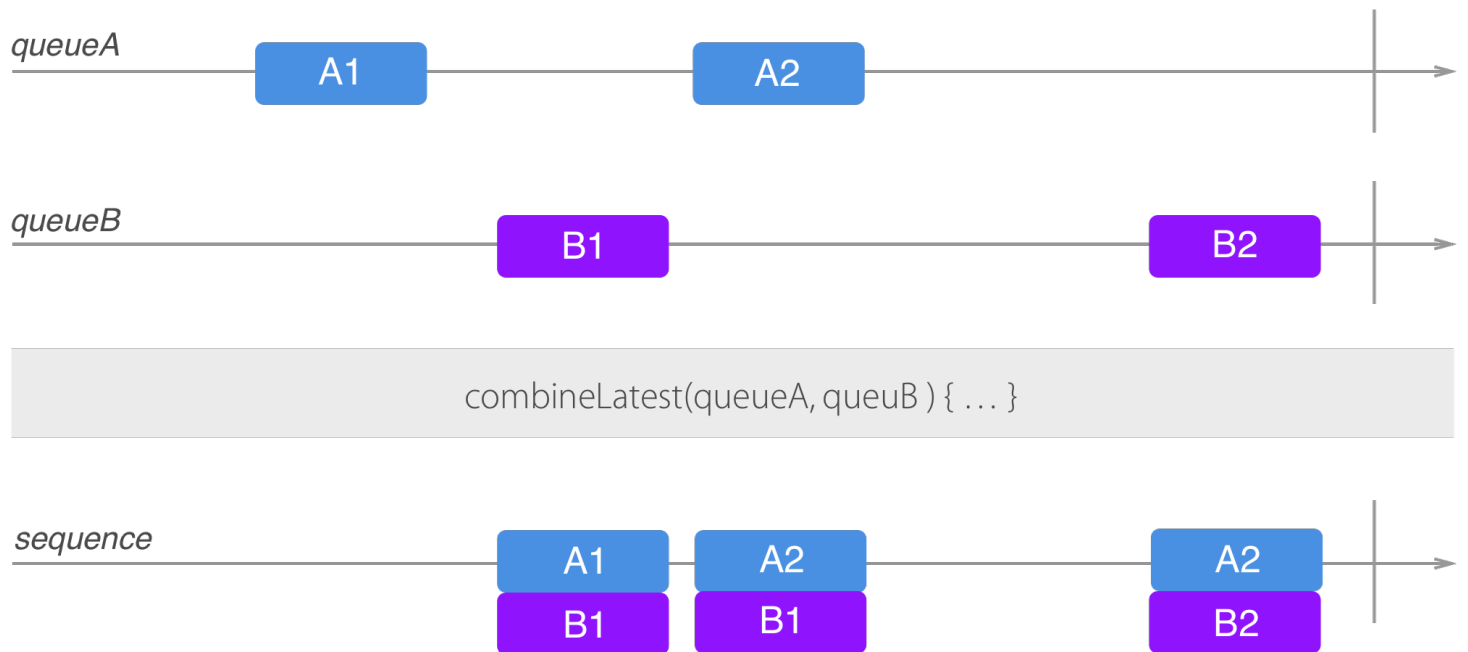 queueA
A1 A2
queueB
B1 B2
combineLatest(queueA, queuB ) { ... }
sequence
A1 A2 A2
B1 B1 B2